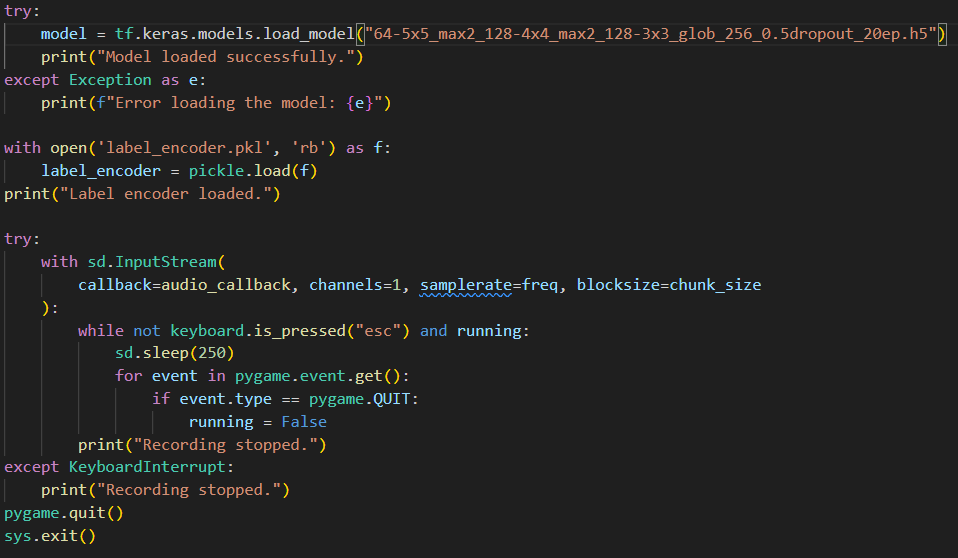 try:
    model = tf.keras.models.load_model("64-5x5_max2_128-4x4_max2_128-3x3_glob_256_0.5dropout_20ep.h5")
    print("Model loaded successfully.")
except Exception as e:
    print(f"Error loading the model: {e}")

with open('label_encoder.pkl', 'rb') as f:
    label_encoder = pickle.load(f)
print("Label encoder loaded.")

try:
    with sd.InputStream(
        callback=audio_callback, channels=1, samplerate=freq, blocksize=chunk_size
    ):
        while not keyboard.is_pressed("esc") and running:
            sd.sleep(250)
            for event in pygame.event.get():
                if event.type == pygame.QUIT:
                    running = False
        print("Recording stopped.")
except KeyboardInterrupt:
    print("Recording stopped.")
pygame.quit()
sys.exit()